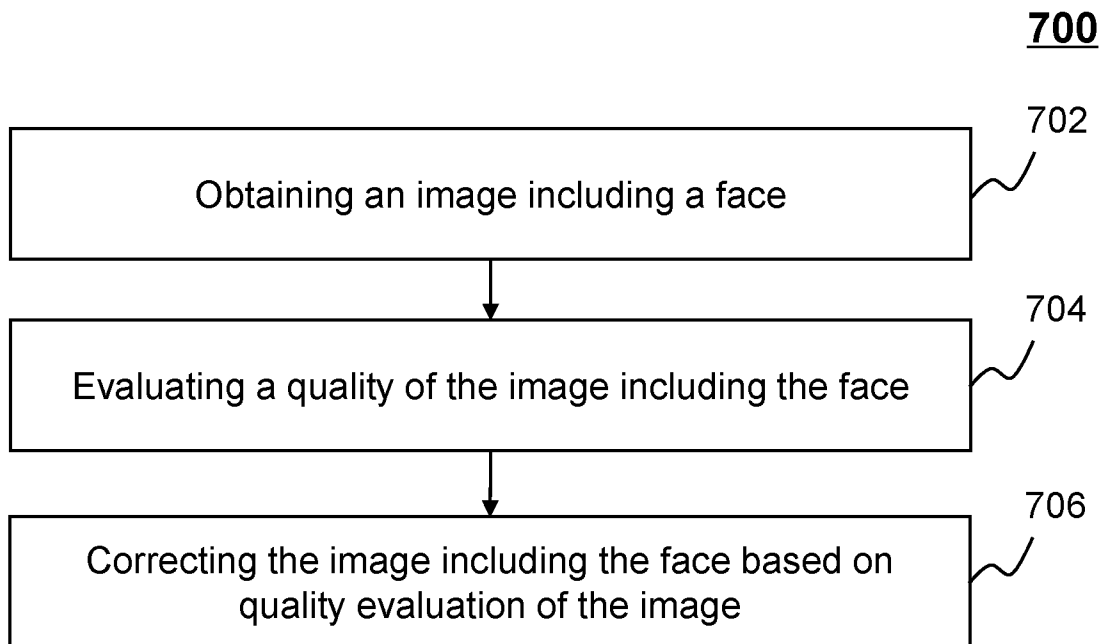 700
702
Obtaining an image including a face
704
Evaluating a quality of the image including the face
706
Correcting the image including the face based on
quality evaluation of the image